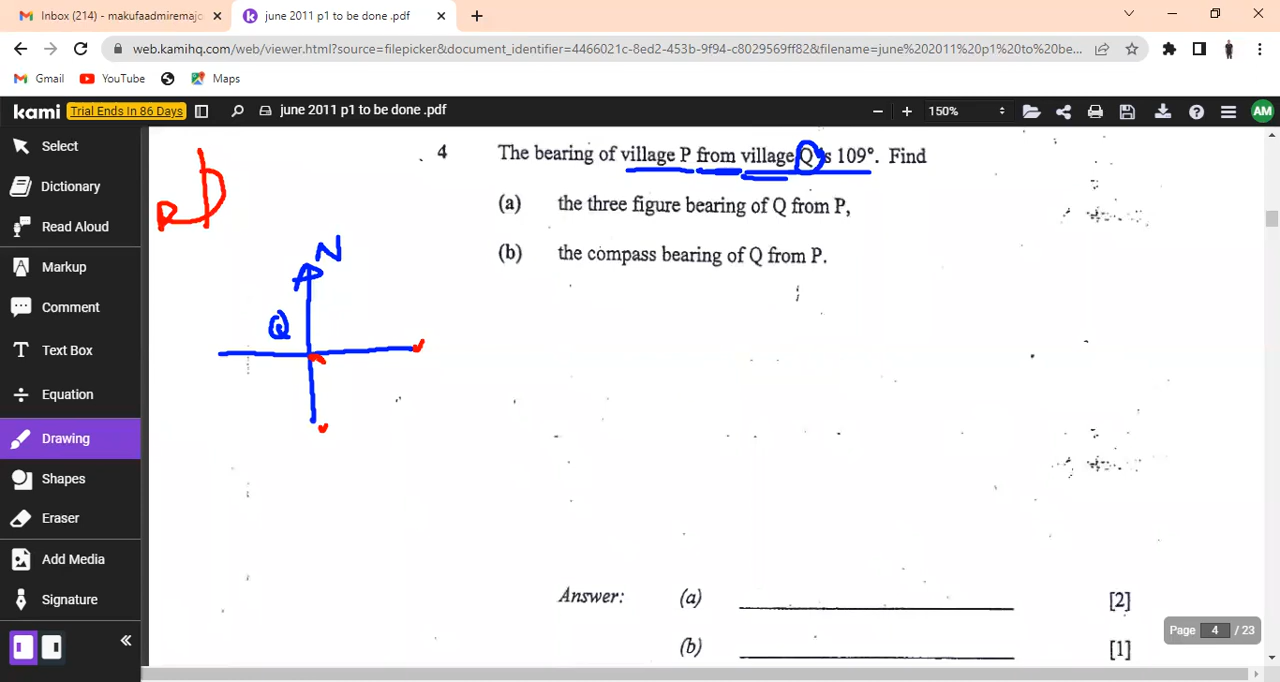 Inbox (214) - makufaadmiremajo
june 2011 p1 to be done .pdf
web.kamihq.com/web/viewer.html?source=filepicker&document_identifier=4466021c-8ed2-453b-9f94-c8029569ff82&filename=june%202011%20p1%20to%20be...
Gmail
YouTube
Maps
kami
Trial Ends In 86 Days
june 2011 p1 to be done .pdf
150%
AM
Select
Dictionary
Read Aloud
Markup
Comment
Text Box
Equation
Drawing
Shapes
Eraser
Add Media
Signature
4 The bearing of village P from village Q is 109°. Find
(a) the three figure bearing of Q from P,
(b) the compass bearing of Q from P.
N
Q
Answer: (a) [2]
(b) [1]
Page 4 / 23